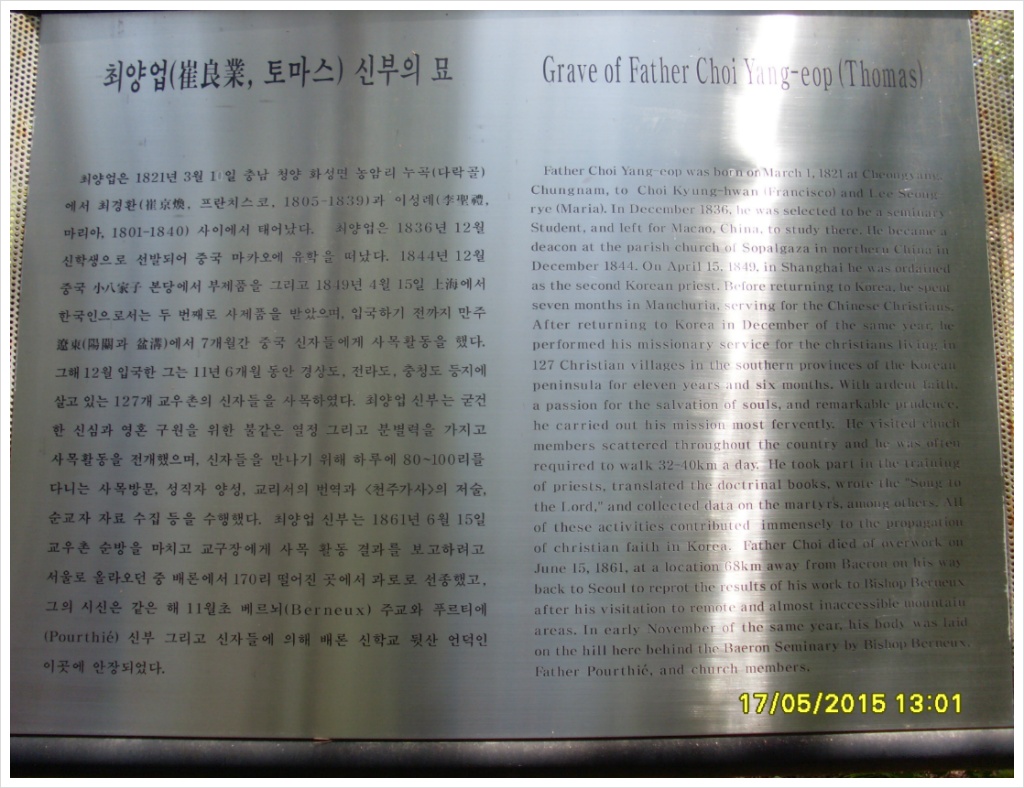 최양업(崔良業, 토마스) 신부의 묘
최양업은 1821년 3월 1일 충남 청양 화성면 농암리 누곡(다락골)
에서 최경환(崔京煥, 프란치스코, 1805-1839)과 이성례(李聖禮,
마리아, 1801-1840) 사이에서 태어났다. 최양업은 1836년 12월
신학생으로 선발되어 중국 마카오에 유학을 떠났다. 1844년 12월
중국 小八家子 본당에서 부제품을 그리고 1849년 4월 15일 上海에서
한국인으로서는 두 번째로 사제품을 받았으며, 입국하기 전까지 만주
遼東(陽關과 盆溝)에서 7개월간 중국 신자들에게 사목활동을 했다.
그해 12월 입국한 그는 11년 6개월 동안 경상도, 전라도, 충청도 등지에
살고 있는 127개 교우촌의 신자들을 사목하였다. 최양업 신부는 굳건
한 신심과 영혼 구원을 위한 불같은 열정 그리고 분별력을 가지고
사목활동을 전개했으며, 신자들을 만나기 위해 하루에 80~100리를
다니는 사목방문, 성직자 양성, 교리서의 번역과 《천주가사》의 저술,
순교자 자료 수집 등을 수행했다. 최양업 신부는 1861년 6월 15일
교우촌 순방을 마치고 교구장에게 사목 활동 결과를 보고하려고
서울로 올라오던 중 배론에서 170리 떨어진 곳에서 과로로 선종했고,
그의 시신은 같은 해 11월초 베르뇌(Berneux) 주교와 푸르티에
(Pourthié) 신부 그리고 신자들에 의해 배론 신학교 뒷산 언덕인
이곳에 안장되었다.
Grave of Father Choi Yang-eop (Thomas)
Father Choi Yang-eop was born on March 1, 1821 at Cheongyang,
Chungnam, to Choi Kyung-hwan (Francisco) and Lee Seong-
rye (Maria). In December 1836, he was selected to be a seminary
Student, and left for Macao, China, to study there. He became a
deacon at the parish church of Sopalgaza in northern China in
December 1844. On April 15, 1849, in Shanghai he was ordained
as the second Korean priest. Before returning to Korea, he spent
seven months in Manchuria, serving for the Chinese Christians.
After returning to Korea in December of the same year, he
performed his missionary service for the christians living in
127 Christian villages in the southern provinces of the Korean
peninsula for eleven years and six months. With ardent faith,
a passion for the salvation of souls, and remarkable prudence,
he carried out his mission most fervently. He visited chuch
members scattered throughout the country and he was often
required to walk 32~40km a day. He took part in the training
of priests, translated the doctrinal books, wrote the "Sung to
the Lord," and collected data on the martyrs, among others. All
of these activities contributed immensely to the propagation
of christian faith in Korea. Father Choi died of overwork on
June 15, 1861, at a location 68km away from Baeron on his way
back to Seoul to reprot the results of his work to Bishop Berneux
after his visitation to remote and almost inaccessible mountain
areas. In early November of the same year, his body was laid
on the hill here behind the Baeron Seminary by Bishop Berneux,
Father Pourthié, and church members.
17/05/2015 13:01